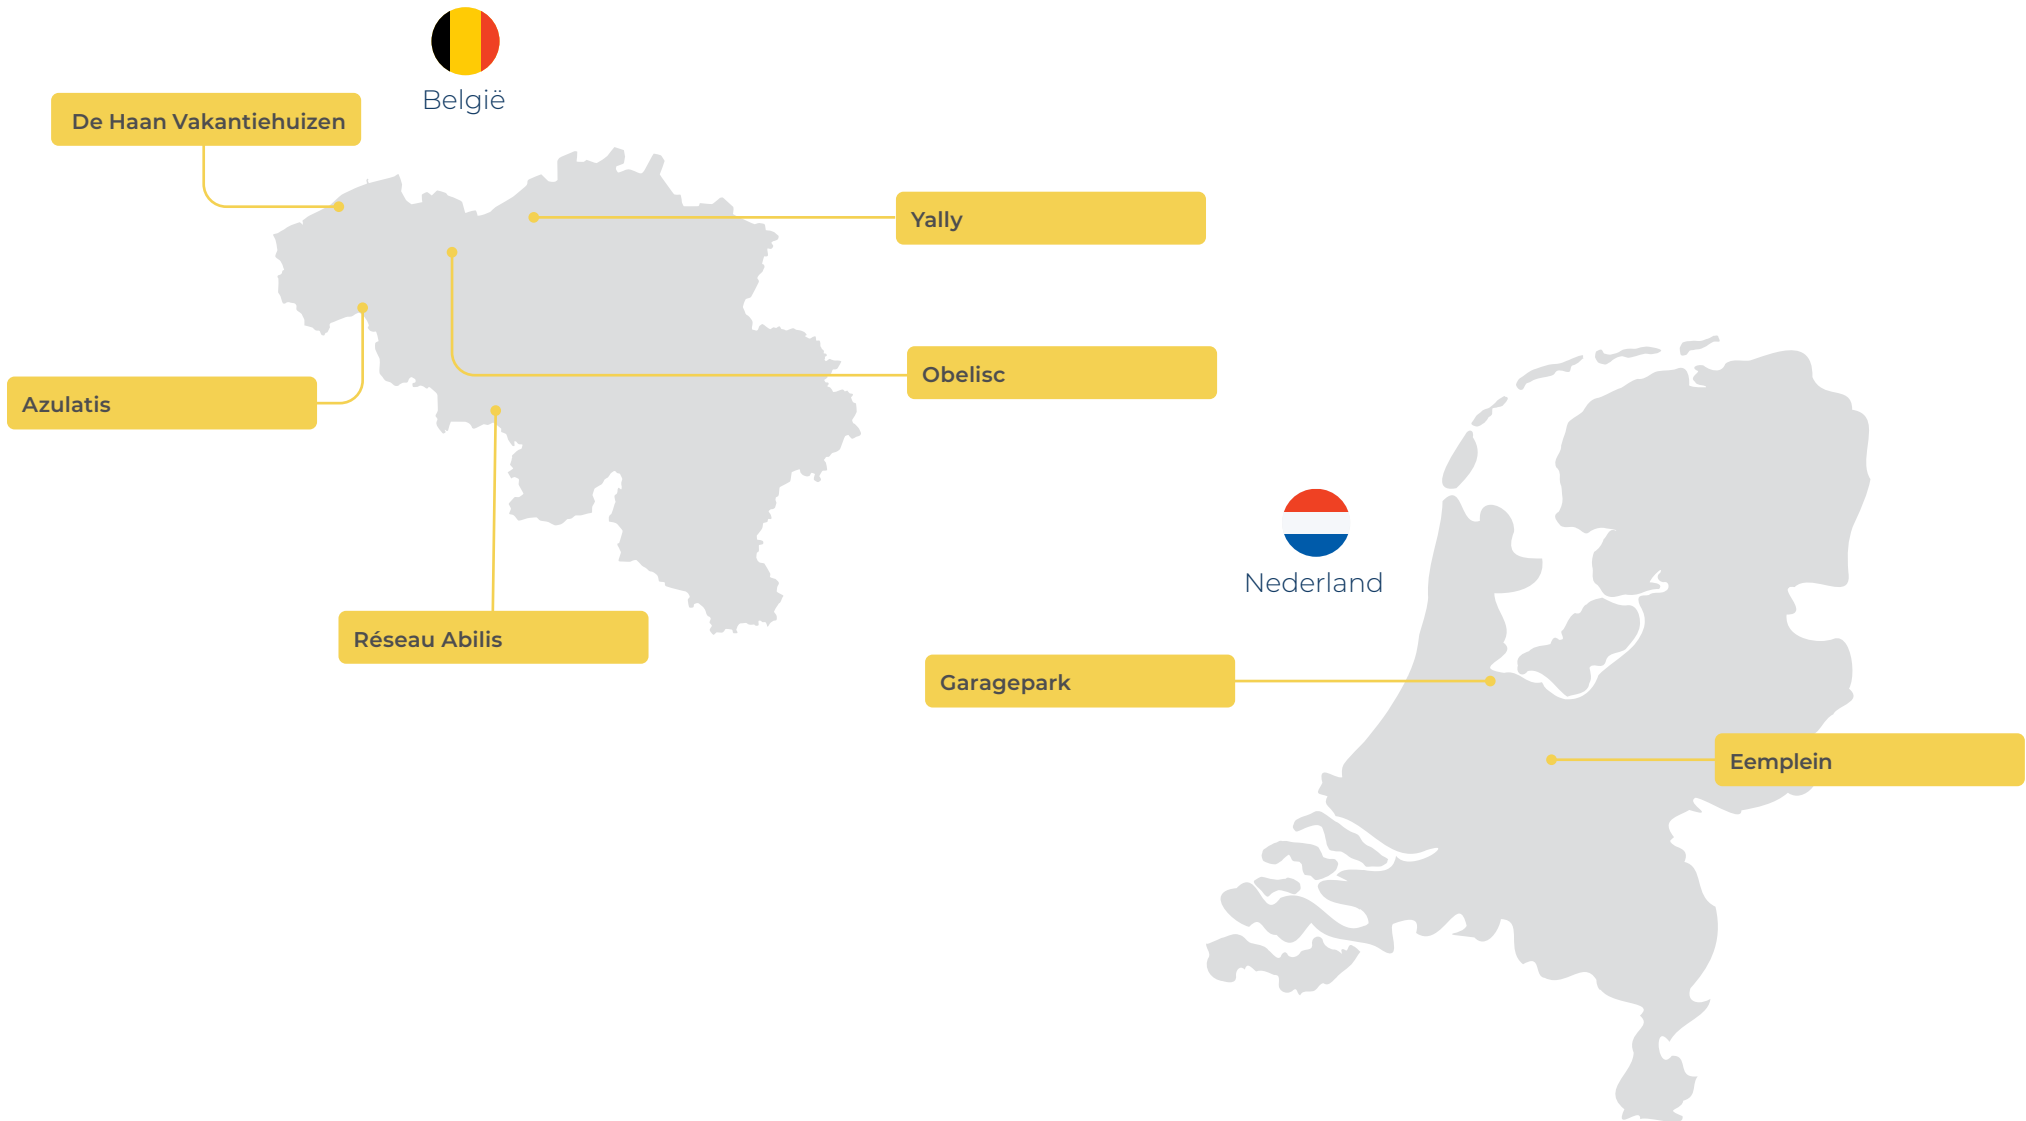 België
De Haan Vakantiehuizen
Yally
Obelisc
Azulatis
Réseau Abilis
Nederland
Garagepark
Eemplein